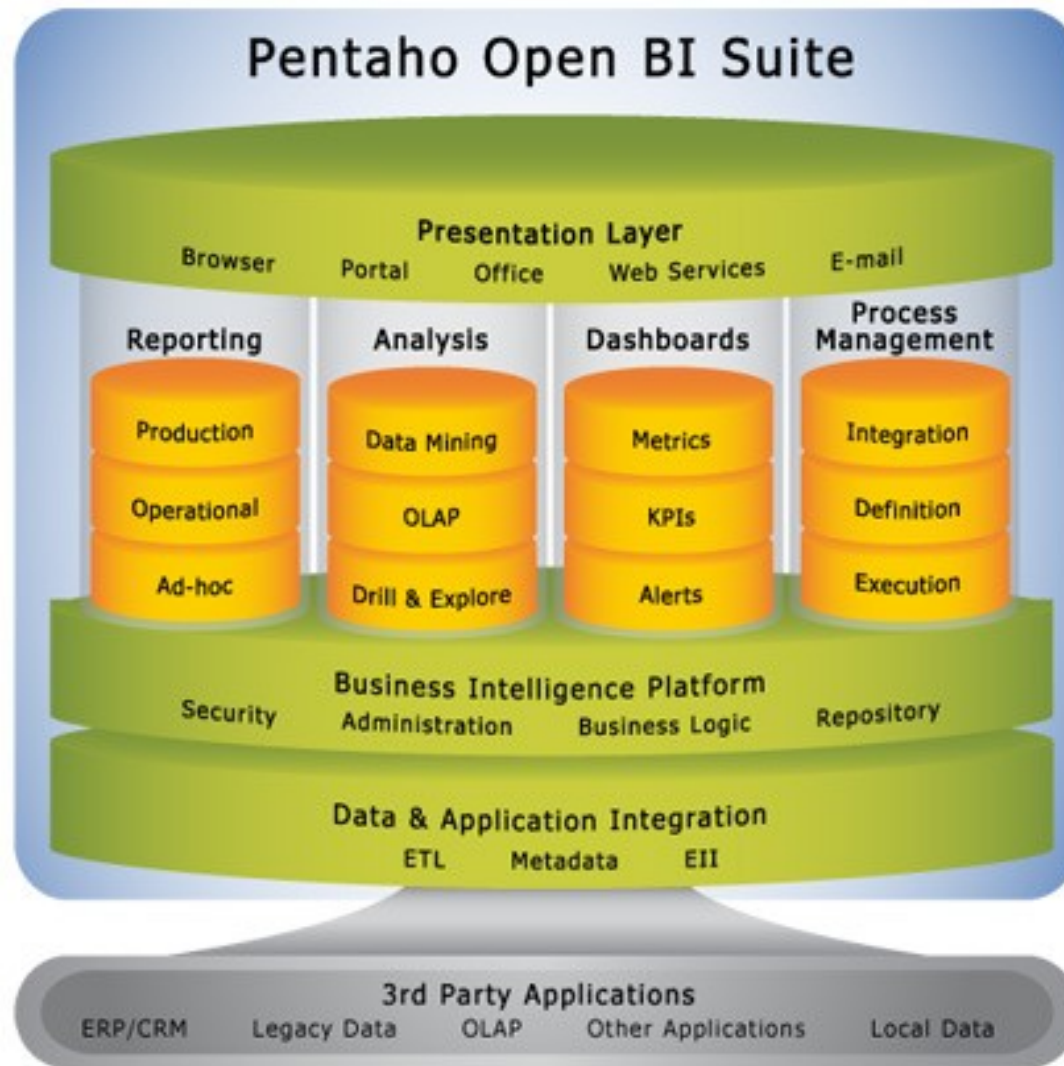 Pentaho Open BI Suite
Presentation Layer
Browser Portal Office Web Services E-mail
Reporting
Production
Operational
Ad-hoc
Analysis
Data Mining
OLAP
Drill & Explore
Dashboards
Metrics
KPIs
Alerts
Process
Management
Integration
Definition
Execution
Business Intelligence Platform
Security Administration Business Logic Repository
Data & Application Integration
ETL Metadata EII
3rd Party Applications
ERP/CRM Legacy Data OLAP Other Applications Local Data